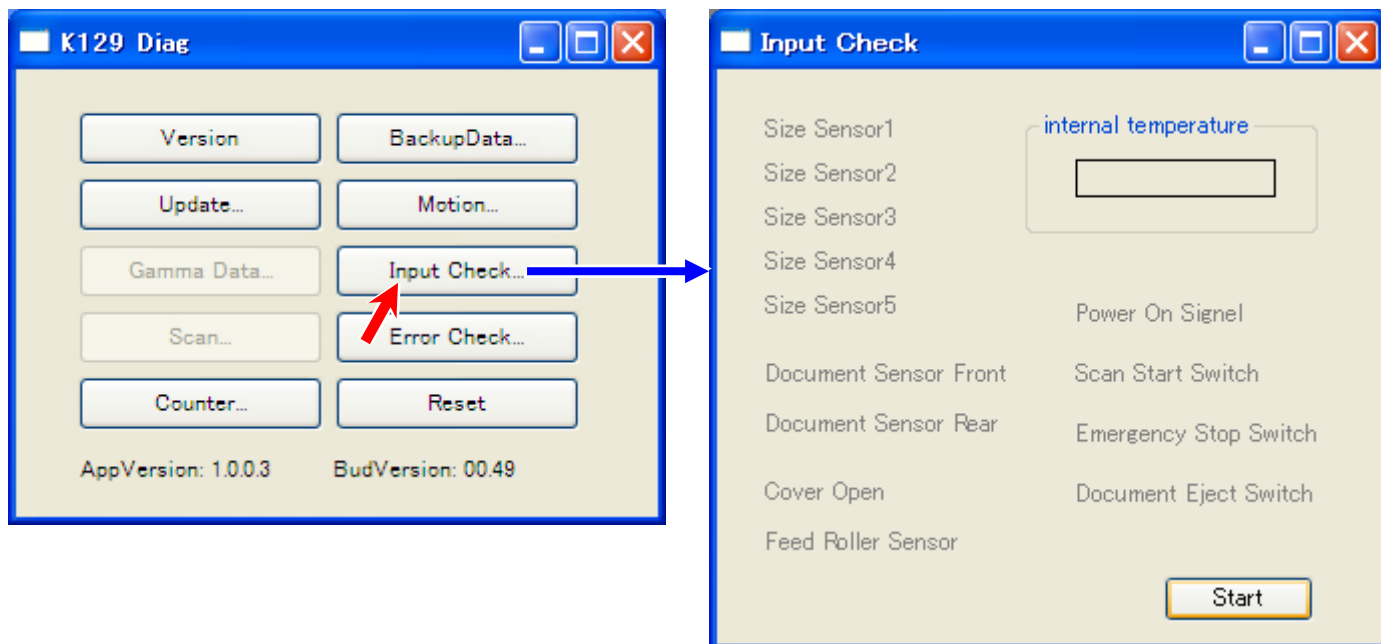 K129 Diag
Version
BackupData...
Update...
Motion...
Gamma Data...
Input Check...
Scan...
Error Check...
Counter...
Reset
AppVersion: 1.0.0.3
BudVersion: 00.49
Input Check
Size Sensor1
internal temperature
Size Sensor2
Size Sensor3
Size Sensor4
Size Sensor5
Power On Signel
Document Sensor Front
Scan Start Switch
Document Sensor Rear
Emergency Stop Switch
Cover Open
Document Eject Switch
Feed Roller Sensor
Start